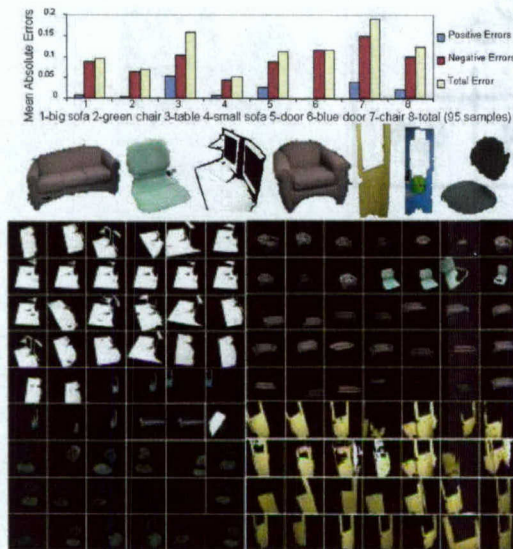 0.2
0.15
0.1
0.05
0
Mean Absolute Errors
Positive Errors
Negative Errors
Total Error
1 2 3 4 5 6 7 8
1-big sofa 2-green chair 3-table 4-small sofa 5-door 6-blue door 7-chair 8-total (95 samples)